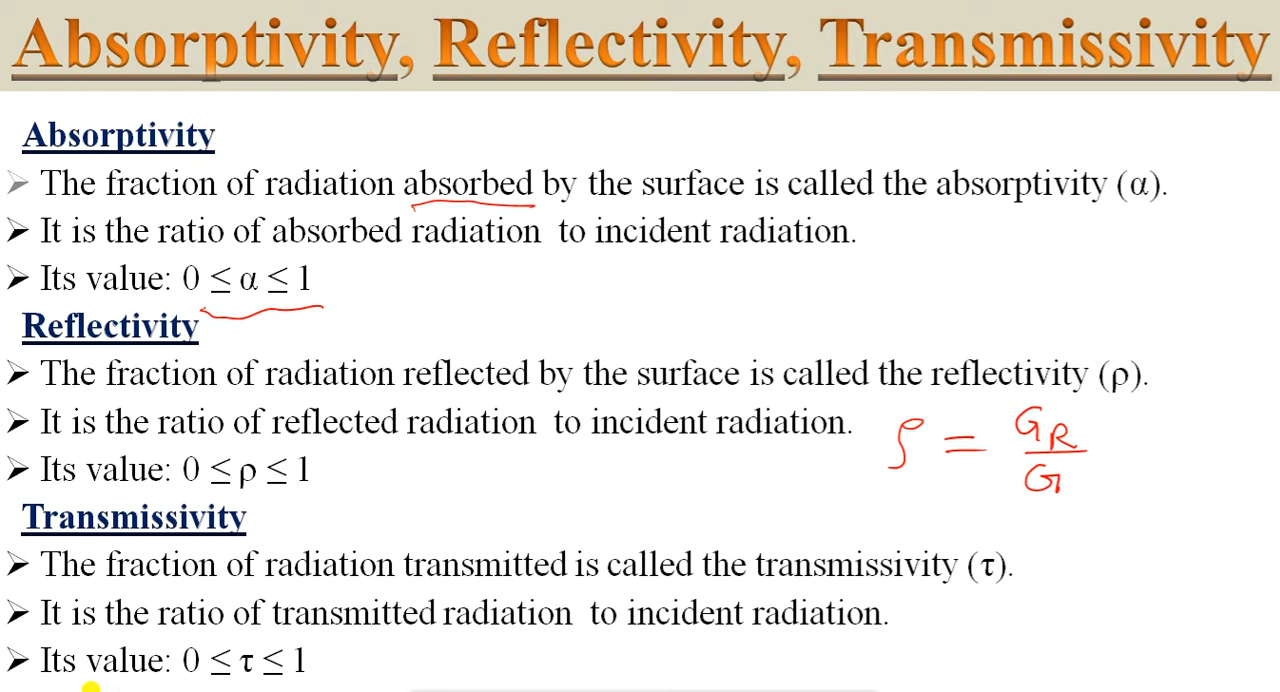 Absorptivity, Reflectivity, Transmissivity
Absorptivity
➢ The fraction of radiation absorbed by the surface is called the absorptivity (α).
➢ It is the ratio of absorbed radiation to incident radiation.
➢ Its value: 0 ≤ α ≤ 1
Reflectivity
➢ The fraction of radiation reflected by the surface is called the reflectivity (ρ).
➢ It is the ratio of reflected radiation to incident radiation.
ρ = G_R / G
➢ Its value: 0 ≤ ρ ≤ 1
Transmissivity
➢ The fraction of radiation transmitted is called the transmissivity (τ).
➢ It is the ratio of transmitted radiation to incident radiation.
➢ Its value: 0 ≤ τ ≤ 1